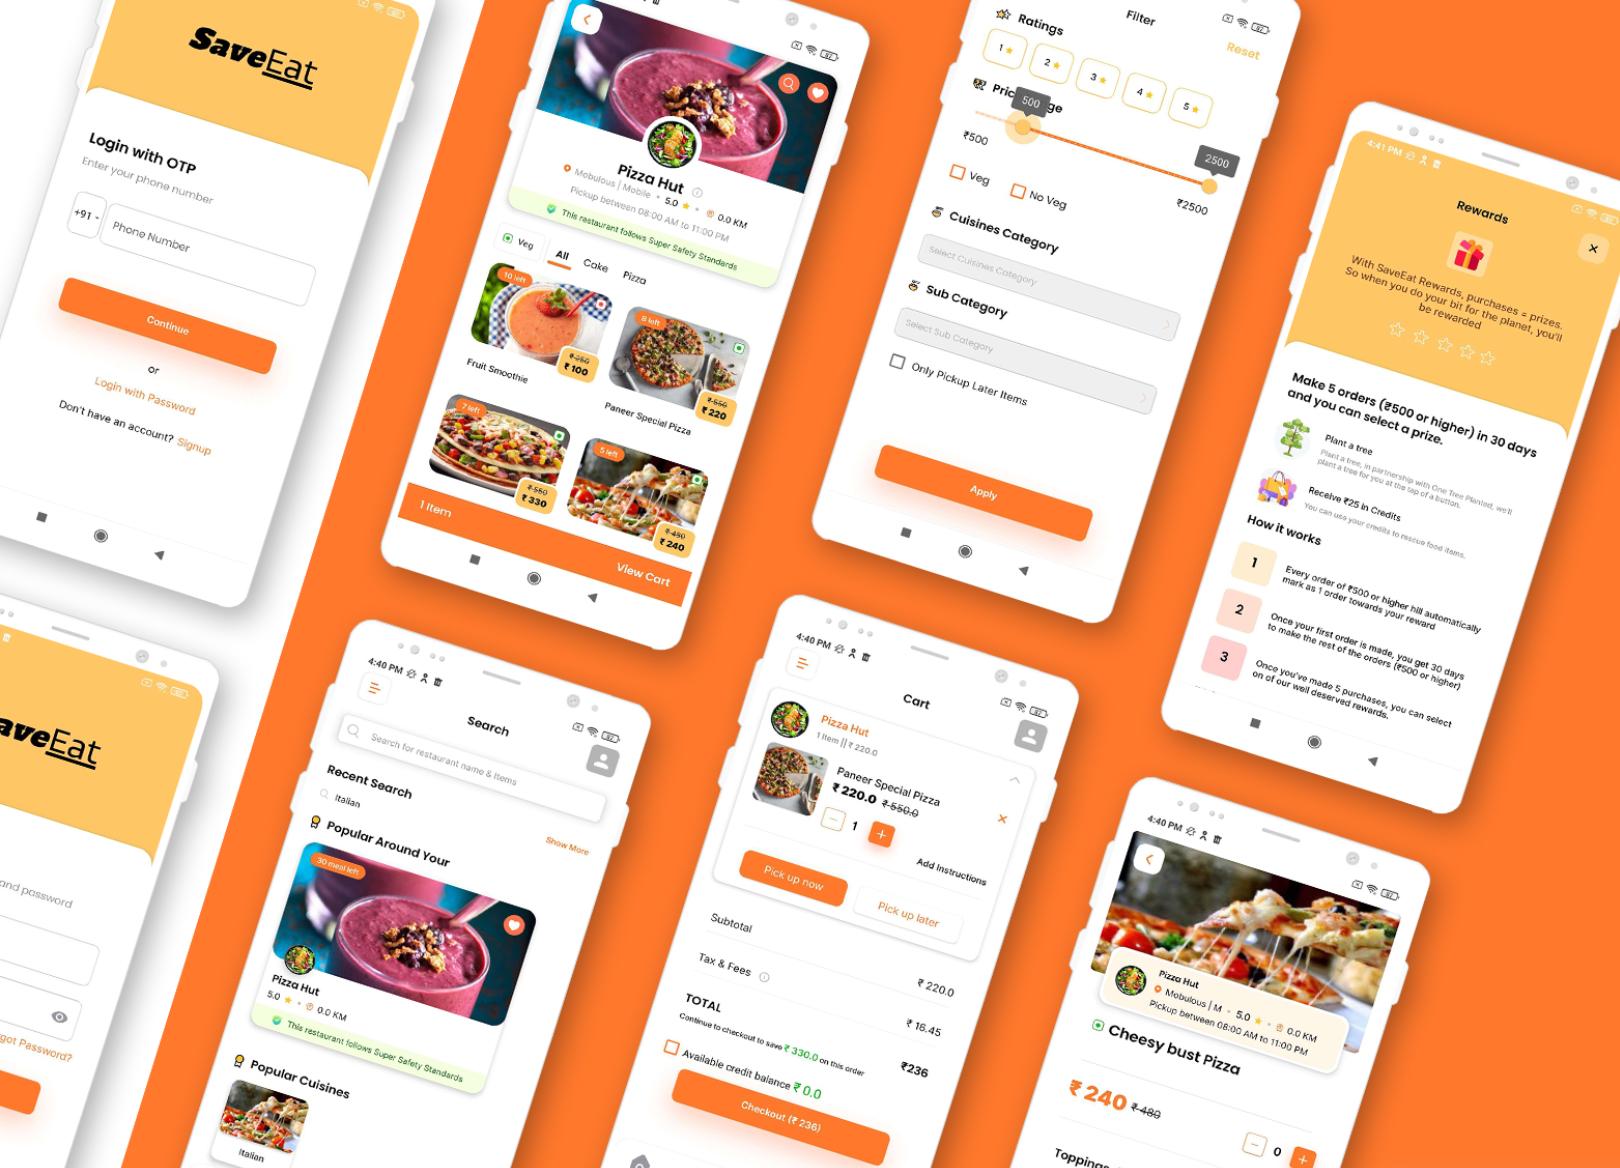 SaveEat
Login with OTP
Enter your phone number
+91
Phone Number
Continue
or
Login with Password
Don't have an account? Signup
Pizza Hut
Mobulous | Mobile • 5.0 • 0.0 KM
Pickup between 08:00 AM to 11:00 PM
This restaurant follows Super Safety Standards
Veg
All
Cake
Pizza
10 left
₹ 100
Fruit Smoothie
8 left
₹ 550
₹ 220
Paneer Special Pizza
7 left
₹ 550
₹ 330
5 left
₹ 480
₹ 240
1 Item
View Cart
Filter
Reset
Ratings
1
2
3
4
5
500
₹500
2500
₹2500
Veg
No Veg
Cuisines Category
Select Cuisines Category
Sub Category
Select Sub Category
Only Pickup Later Items
Apply
4:41 PM
Rewards
With SaveEat Rewards, purchases = prizes.
So when you do your bit for the planet, you'll
be rewarded
Make 5 orders (₹500 or higher) in 30 days
and you can select a prize.
Plant a tree
Plant a tree, in partnership with One Tree Planted, we'll
plant a tree for you at the tap of a button.
Receive ₹25 in Credits
You can use your credits to rescue food items.
How it works
1
Every order of ₹500 or higher hill automatically
mark as 1 order towards your reward
2
Once your first order is made, you get 30 days
to make the rest of the orders (₹500 or higher)
3
Once you've made 5 purchases, you can select
on of our well deserved rewards.
aveEat
and password
got Password?
4:40 PM
Search
Search for restaurant name & Items
Recent Search
Italian
Popular Around Your
Show More
30 meal left
Pizza Hut
5.0 • 0.0 KM
This restaurant follows Super Safety Standards
Popular Cuisines
Italian
4:40 PM
Cart
Pizza Hut
1 Item || ₹ 220.0
Paneer Special Pizza
₹ 220.0 ₹ 550.0
1
Add Instructions
Pick up now
Pick up later
Subtotal
₹ 220.0
Tax & Fees
₹ 16.45
TOTAL
₹236
Continue to checkout to save ₹ 330.0 on this order
Available credit balance ₹ 0.0
Checkout (₹ 236)
4:40 PM
Pizza Hut
Mobulous | M • 5.0 • 0.0 KM
Pickup between 08:00 AM to 11:00 PM
Cheesy bust Pizza
₹ 240 ₹ 480
0
Toppings